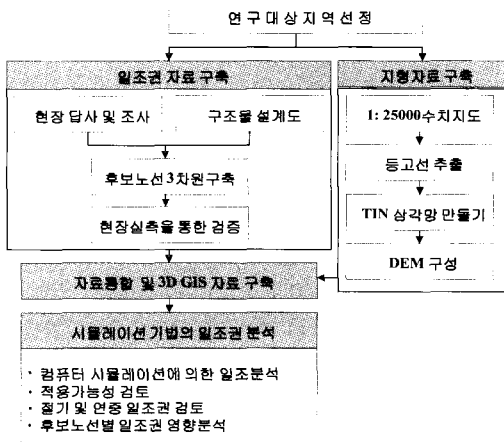 연구대상지역선정
일조권 자료 구축
현장 답사 및 조사
구조물 설계도
후보노선 3차원구축
현장실측을 통한 검증
지형자료 구축
1: 25000수치지도
등고선 추출
TIN 삼각망 만들기
DEM 구성
자료통합 및 3D GIS 자료 구축
시뮬레이션 기법의 일조권 분석
· 컴퓨터 시뮬레이션에 의한 일조분석
· 적용가능성 검토
· 절기 및 연중 일조권 검토
· 후보노선별 일조권 영향분석